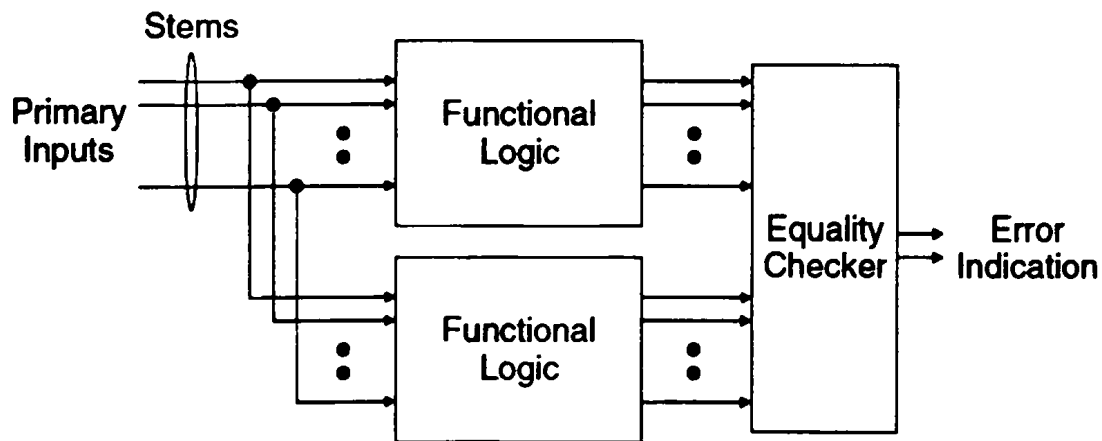 Stems
Primary
Inputs
Functional
Logic
Functional
Logic
Equality
Checker
Error
Indication